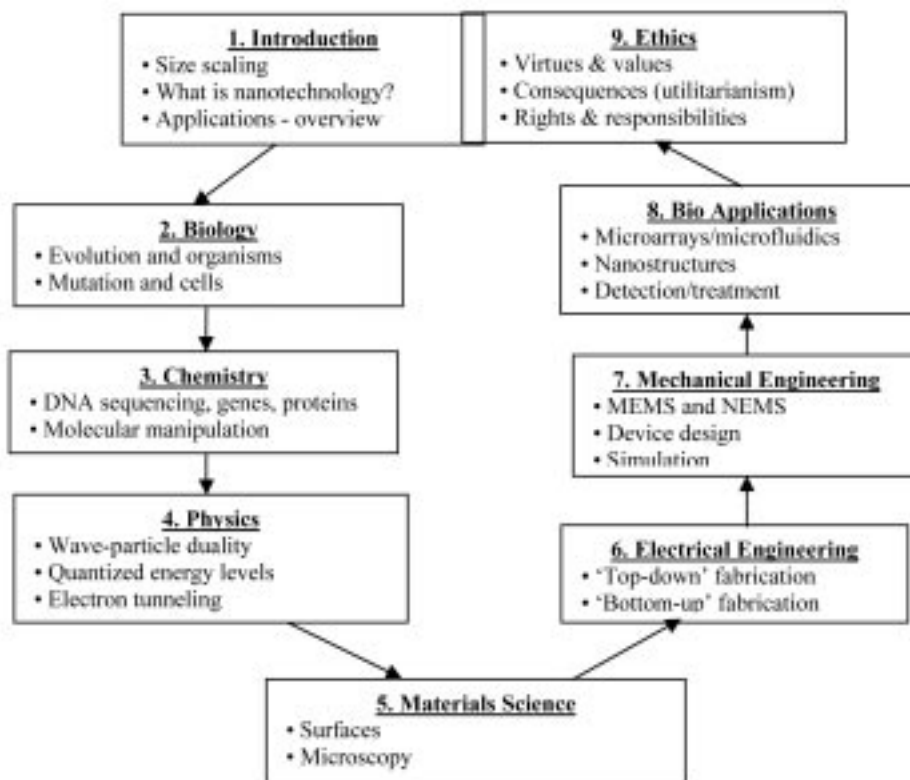 1. Introduction
• Size scaling
• What is nanotechnology?
• Applications - overview
2. Biology
• Evolution and organisms
• Mutation and cells
3. Chemistry
• DNA sequencing, genes, proteins
• Molecular manipulation
4. Physics
• Wave-particle duality
• Quantized energy levels
• Electron tunneling
5. Materials Science
• Surfaces
• Microscopy
6. Electrical Engineering
• ‘Top-down’ fabrication
• ‘Bottom-up’ fabrication
7. Mechanical Engineering
• MEMS and NEMS
• Device design
• Simulation
8. Bio Applications
• Microarrays/microfluidics
• Nanostructures
• Detection/treatment
9. Ethics
• Virtues & values
• Consequences (utilitarianism)
• Rights & responsibilities